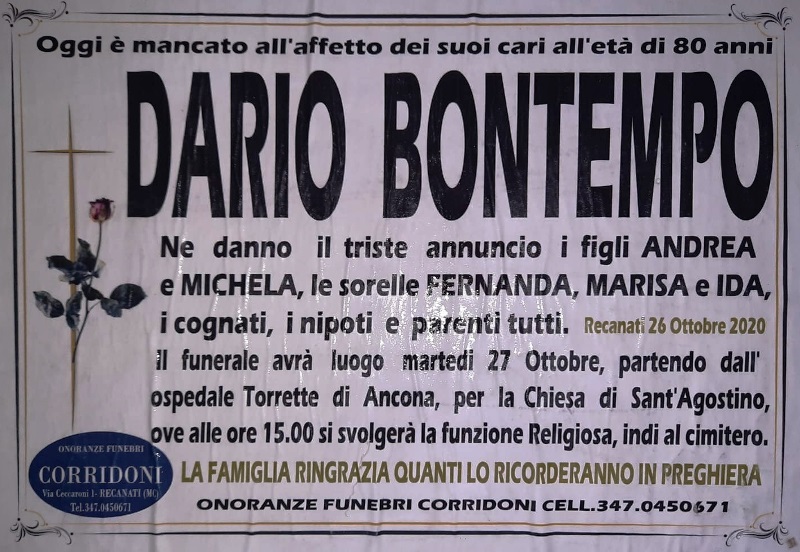 Oggi è mancato all'affetto dei suoi cari all'età di 80 anni
DARIO BONTEMPO
Ne danno il triste annuncio i figli ANDREA
e MICHELA, le sorelle FERNANDA, MARISA e IDA,
i cognati, i nipoti e parenti tutti. Recanati 26 Ottobre 2020
Il funerale avrà luogo martedi 27 Ottobre, partendo dall'
ospedale Torrette di Ancona, per la Chiesa di Sant'Agostino,
ove alle ore 15.00 si svolgerà la funzione Religiosa, indi al cimitero.
LA FAMIGLIA RINGRAZIA QUANTI LO RICORDERANNO IN PREGHIERA
ONORANZE FUNEBRI CORRIDONI CELL.347.0450671
ONORANZE FUNEBRI
CORRIDONI
Via Ceccaroni 1- RECANATI (MC)
Tel.347.0450671